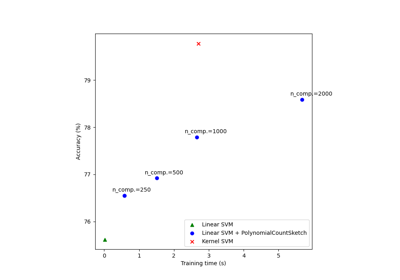 79
78
77
76
Accuracy (%)
n_comp.=2000
n_comp.=1000
n_comp.=500
n_comp.=250
Linear SVM
Linear SVM + PolynomialCountSketch
Kernel SVM
0 1 2 3 4 5
Training time (s)